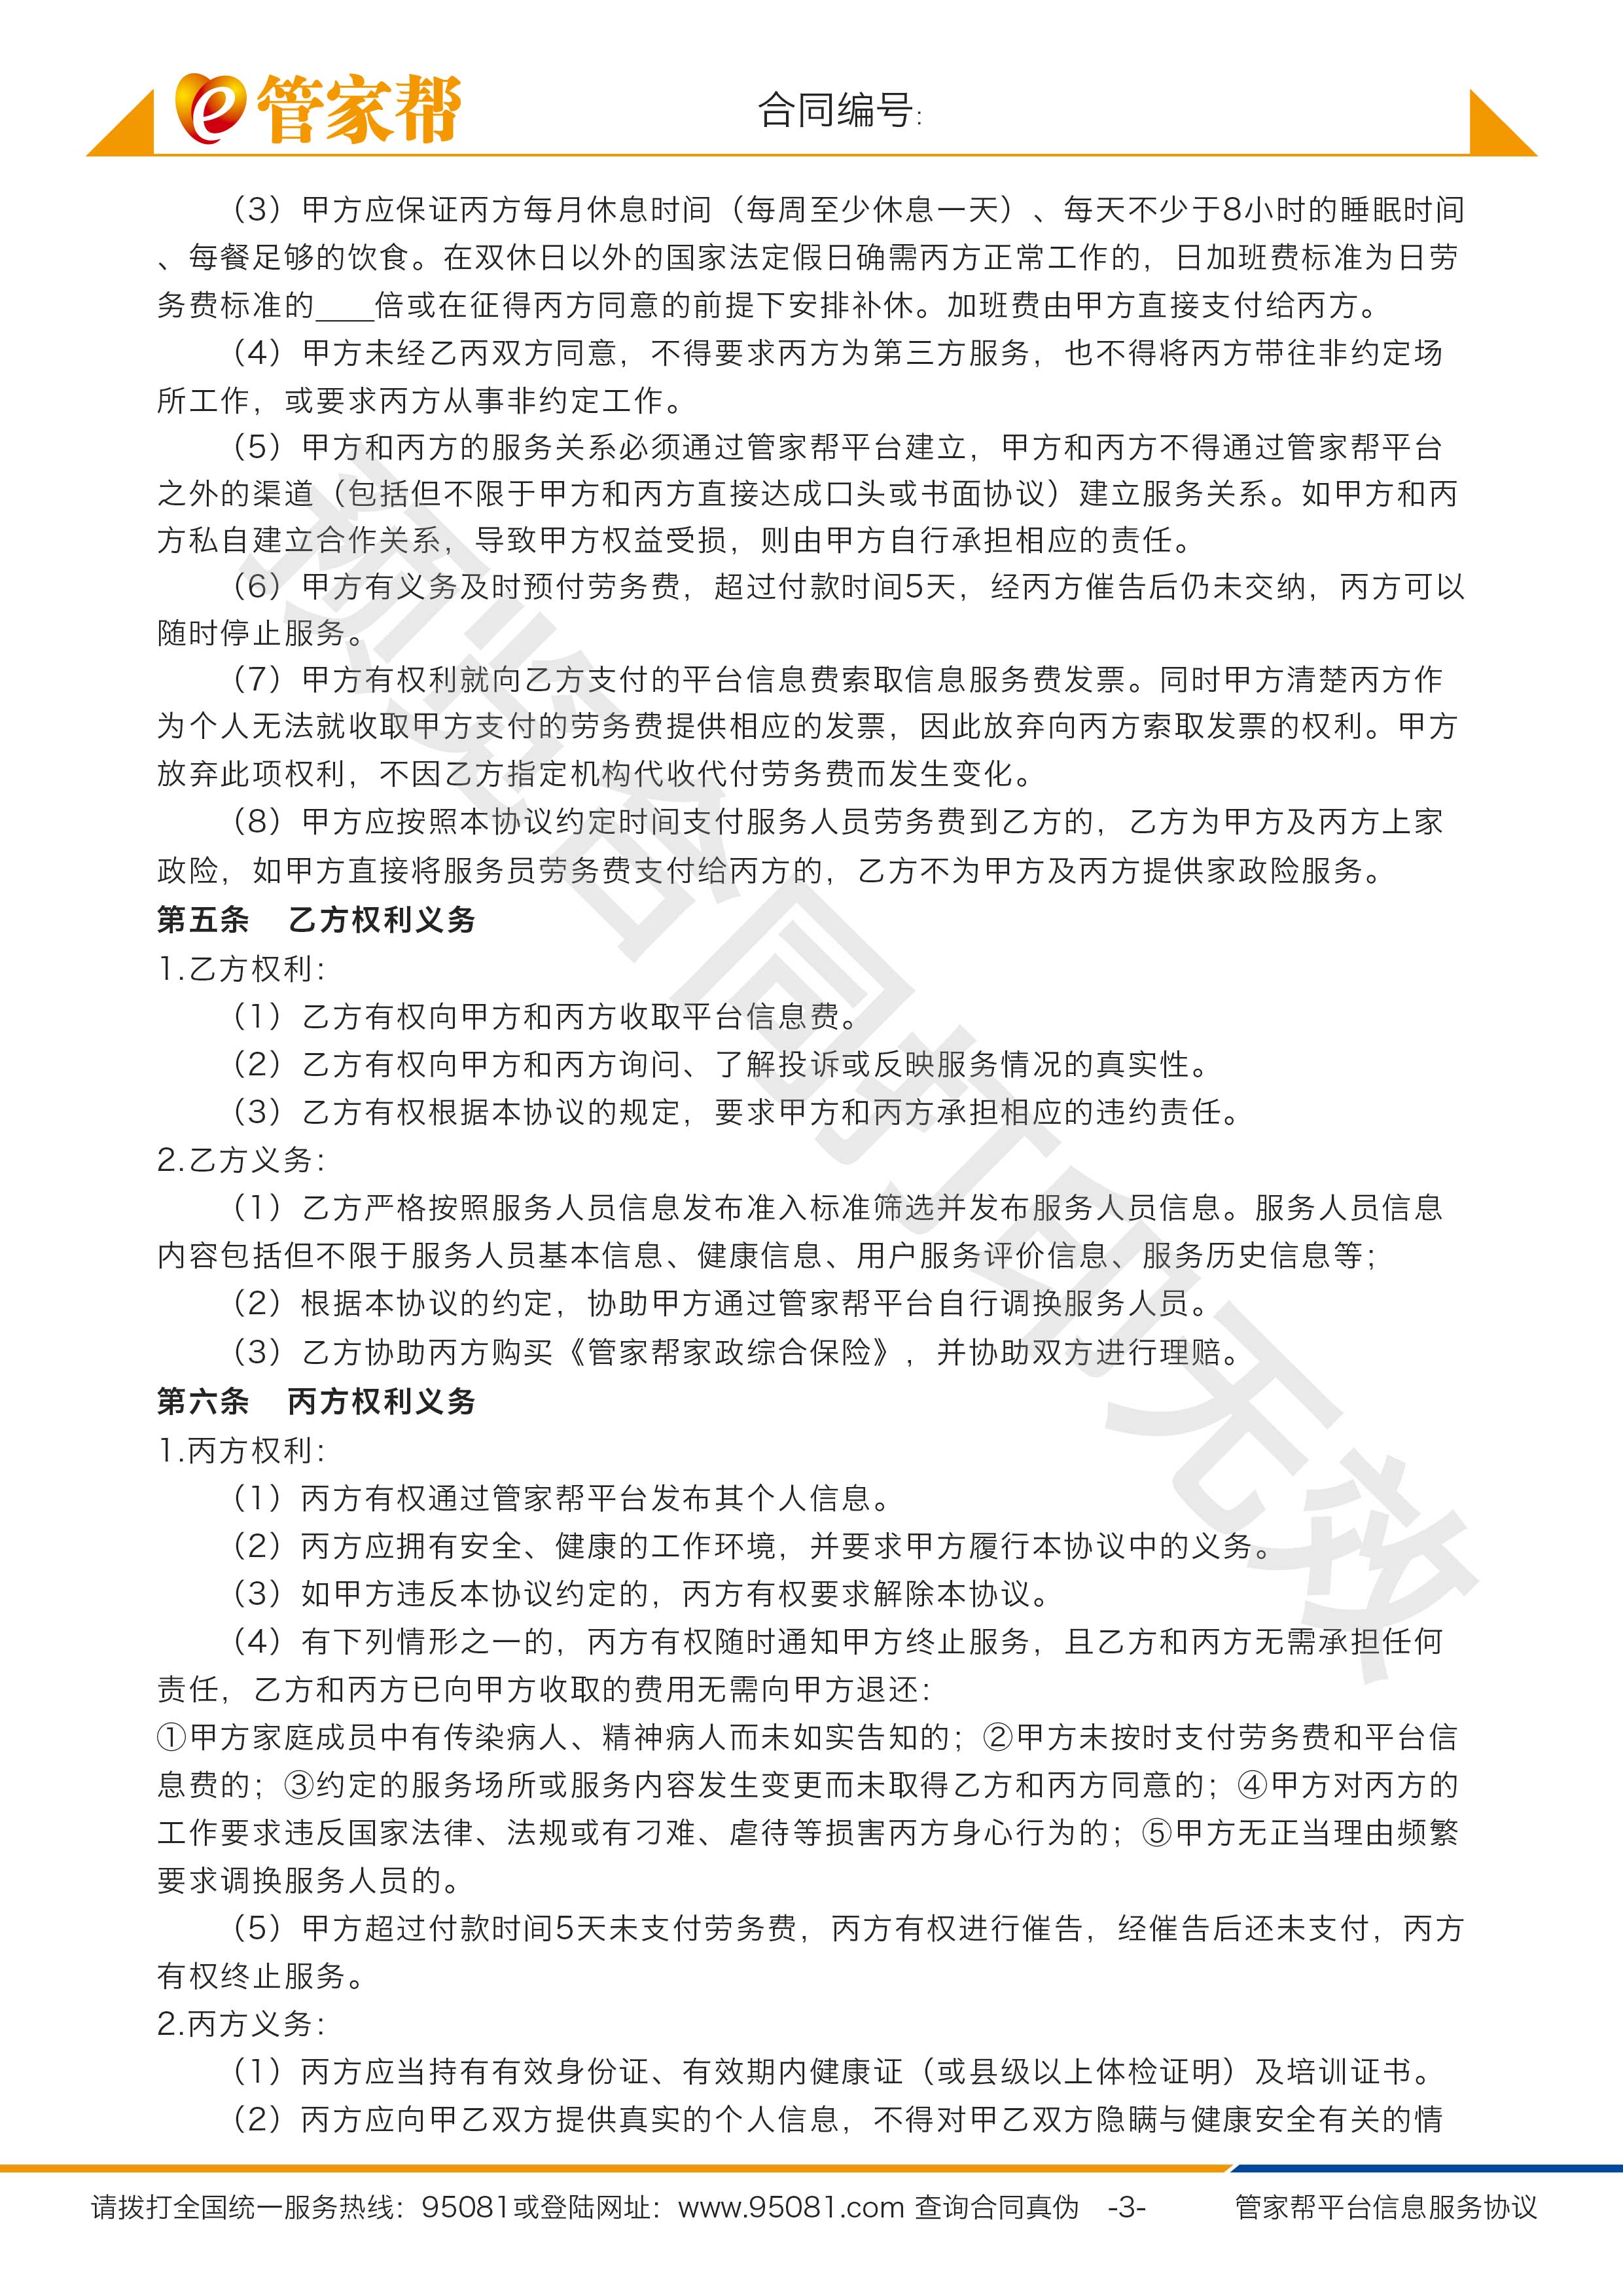 e管家帮
合同编号：
（3）甲方应保证丙方每月休息时间（每周至少休息一天）、每天不少于8小时的睡眠时间
、每餐足够的饮食。在双休日以外的国家法定假日确需丙方正常工作的，日加班费标准为日劳
务费标准的____倍或在征得丙方同意的前提下安排补休。加班费由甲方直接支付给丙方。
（4）甲方未经乙丙双方同意，不得要求丙方为第三方服务，也不得将丙方带往非约定场
所工作，或要求丙方从事非约定工作。
（5）甲方和丙方的服务关系必须通过管家帮平台建立，甲方和丙方不得通过管家帮平台
之外的渠道（包括但不限于甲方和丙方直接达成口头或书面协议）建立服务关系。如甲方和丙
方私自建立合作关系，导致甲方权益受损，则由甲方自行承担相应的责任。
（6）甲方有义务及时预付劳务费，超过付款时间5天，经丙方催告后仍未交纳，丙方可以
随时停止服务。
（7）甲方有权利就向乙方支付的平台信息费索取信息服务费发票。同时甲方清楚丙方作
为个人无法就收取甲方支付的劳务费提供相应的发票，因此放弃向丙方索取发票的权利。甲方
放弃此项权利，不因乙方指定机构代收代付劳务费而发生变化。
（8）甲方应按照本协议约定时间支付服务人员劳务费到乙方的，乙方为甲方及丙方上家
政险，如甲方直接将服务员劳务费支付给丙方的，乙方不为甲方及丙方提供家政险服务。
第五条　乙方权利义务
1.乙方权利：
（1）乙方有权向甲方和丙方收取平台信息费。
（2）乙方有权向甲方和丙方询问、了解投诉或反映服务情况的真实性。
（3）乙方有权根据本协议的规定，要求甲方和丙方承担相应的违约责任。
2.乙方义务：
（1）乙方严格按照服务人员信息发布准入标准筛选并发布服务人员信息。服务人员信息
内容包括但不限于服务人员基本信息、健康信息、用户服务评价信息、服务历史信息等；
（2）根据本协议的约定，协助甲方通过管家帮平台自行调换服务人员。
（3）乙方协助丙方购买《管家帮家政综合保险》，并协助双方进行理赔。
第六条　丙方权利义务
1.丙方权利：
（1）丙方有权通过管家帮平台发布其个人信息。
（2）丙方应拥有安全、健康的工作环境，并要求甲方履行本协议中的义务。
（3）如甲方违反本协议约定的，丙方有权要求解除本协议。
（4）有下列情形之一的，丙方有权随时通知甲方终止服务，且乙方和丙方无需承担任何
责任，乙方和丙方已向甲方收取的费用无需向甲方退还：
①甲方家庭成员中有传染病人、精神病人而未如实告知的；②甲方未按时支付劳务费和平台信
息费的；③约定的服务场所或服务内容发生变更而未取得乙方和丙方同意的；④甲方对丙方的
工作要求违反国家法律、法规或有刁难、虐待等损害丙方身心行为的；⑤甲方无正当理由频繁
要求调换服务人员的。
（5）甲方超过付款时间5天未支付劳务费，丙方有权进行催告，经催告后还未支付，丙方
有权终止服务。
2.丙方义务：
（1）丙方应当持有有效身份证、有效期内健康证（或县级以上体检证明）及培训证书。
（2）丙方应向甲乙双方提供真实的个人信息，不得对甲乙双方隐瞒与健康安全有关的情
预览合同打印无效
请拨打全国统一服务热线：95081或登陆网址：www.95081.com 查询合同真伪　-3-　管家帮平台信息服务协议